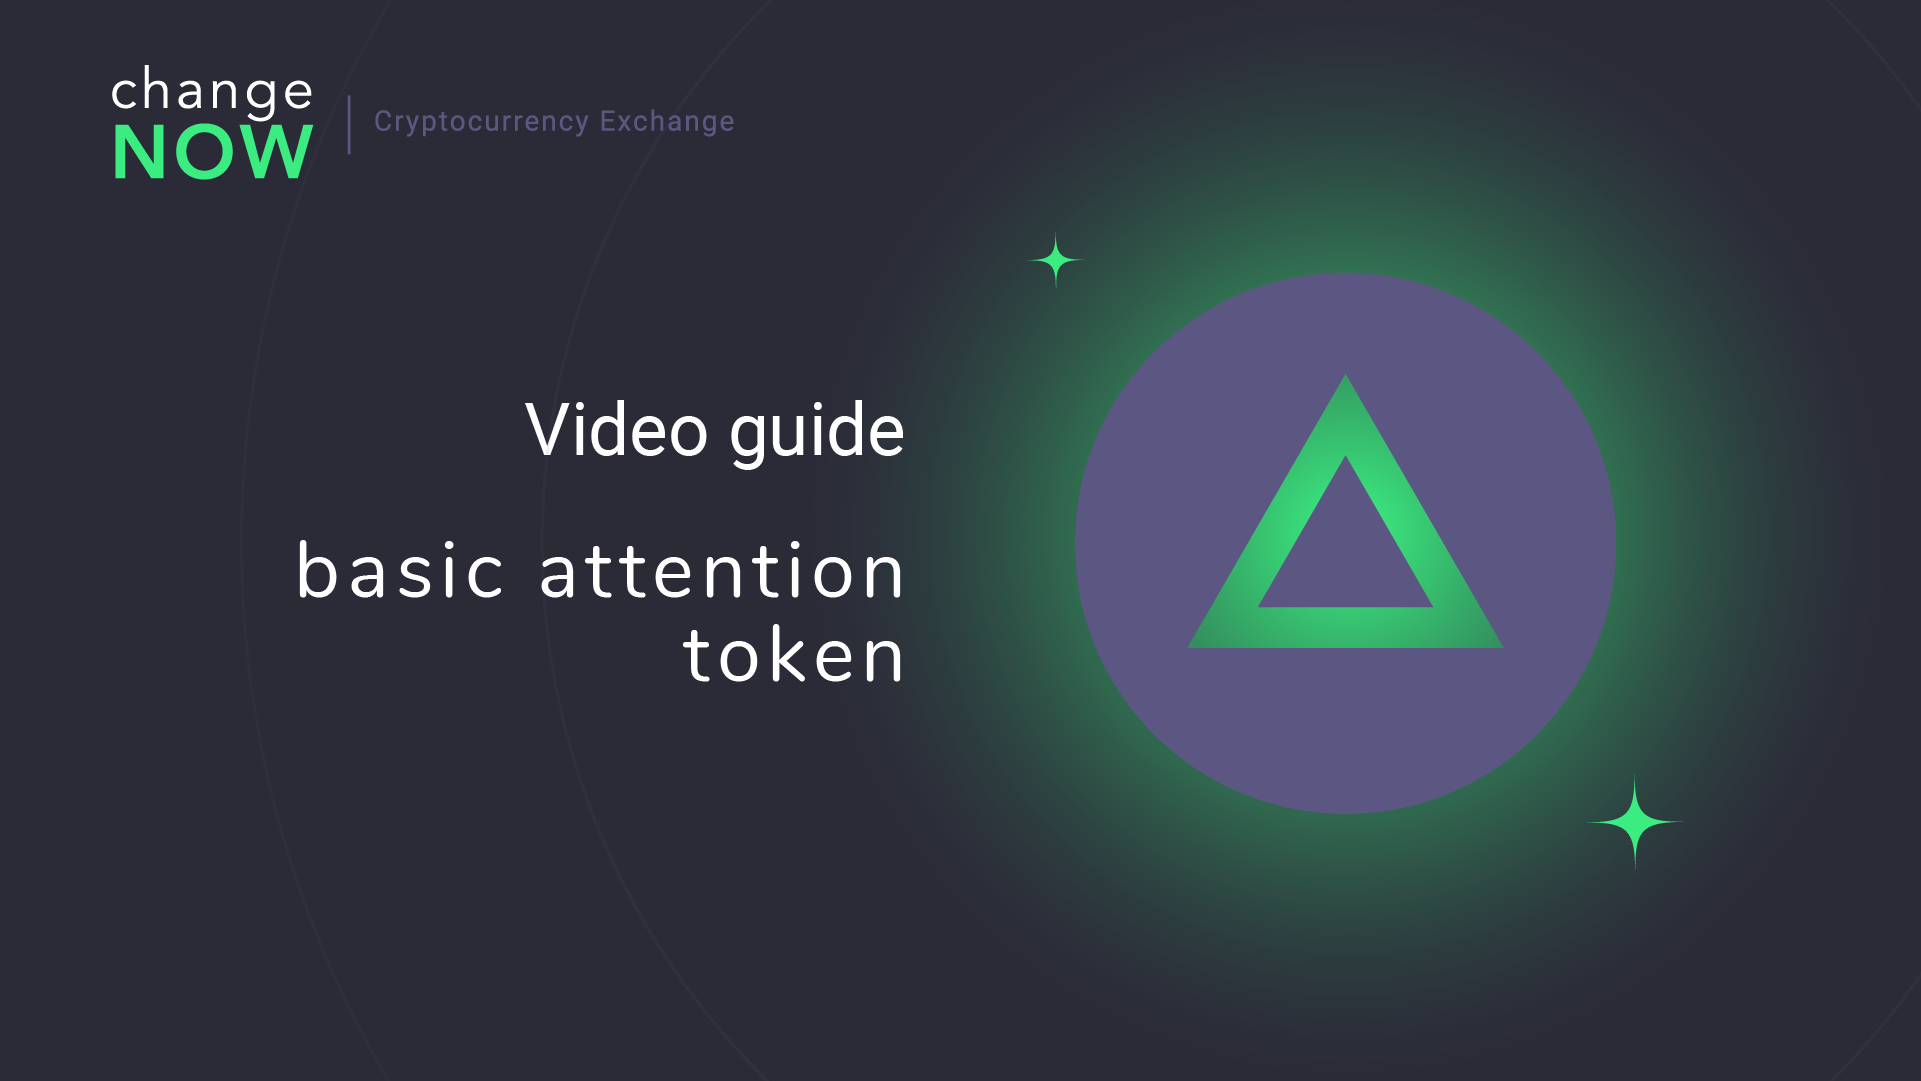 change
NOW
Cryptocurrency Exchange
Video guide
basic attention
token